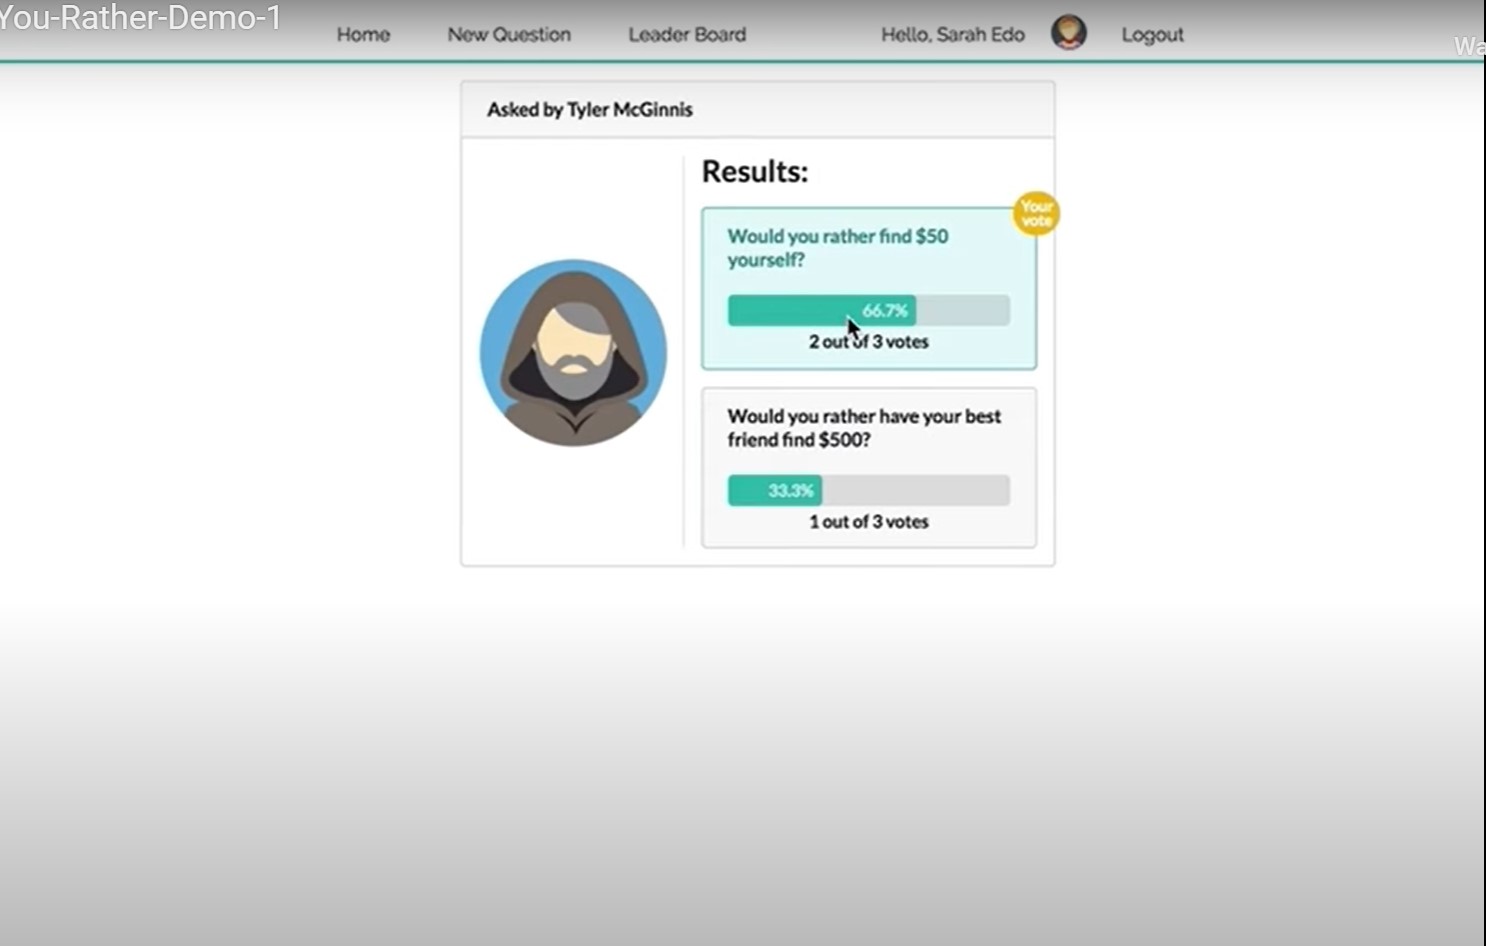 You-Rather-Demo-1
Home New Question Leader Board Hello, Sarah Edo Logout
Asked by Tyler McGinnis
Results:
Your
vote
Would you rather find $50
yourself?
66.7%
2 out of 3 votes
Would you rather have your best
friend find $500?
33.3%
1 out of 3 votes